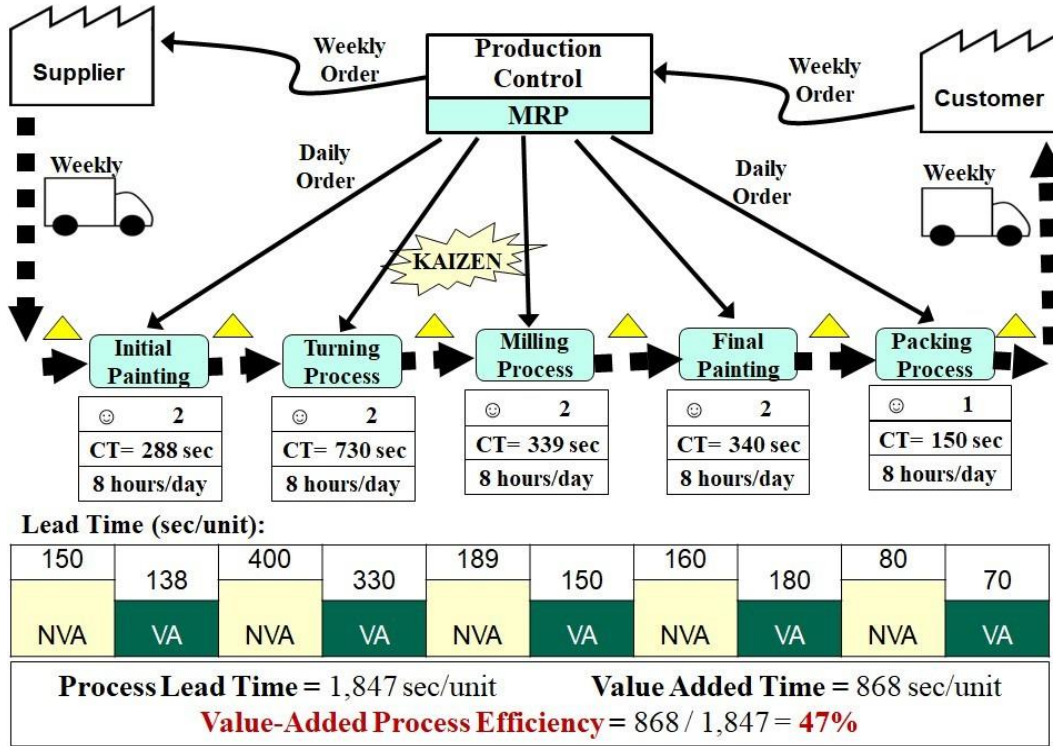 Supplier
Weekly
Order
Production
Control
MRP
Weekly
Order
Customer
Weekly
Daily
Order
KAIZEN
Daily
Order
Weekly
Initial
Painting
Turning
Process
Milling
Process
Final
Painting
Packing
Process
☺ 2
CT= 288 sec
8 hours/day
☺ 2
CT= 730 sec
8 hours/day
☺ 2
CT= 339 sec
8 hours/day
☺ 2
CT= 340 sec
8 hours/day
☺ 1
CT= 150 sec
8 hours/day
Lead Time (sec/unit):
150 138 400 330 189 150 160 180 80 70
NVA VA NVA VA NVA VA NVA VA NVA VA
Process Lead Time = 1,847 sec/unit Value Added Time = 868 sec/unit
Value-Added Process Efficiency = 868 / 1,847 = 47%